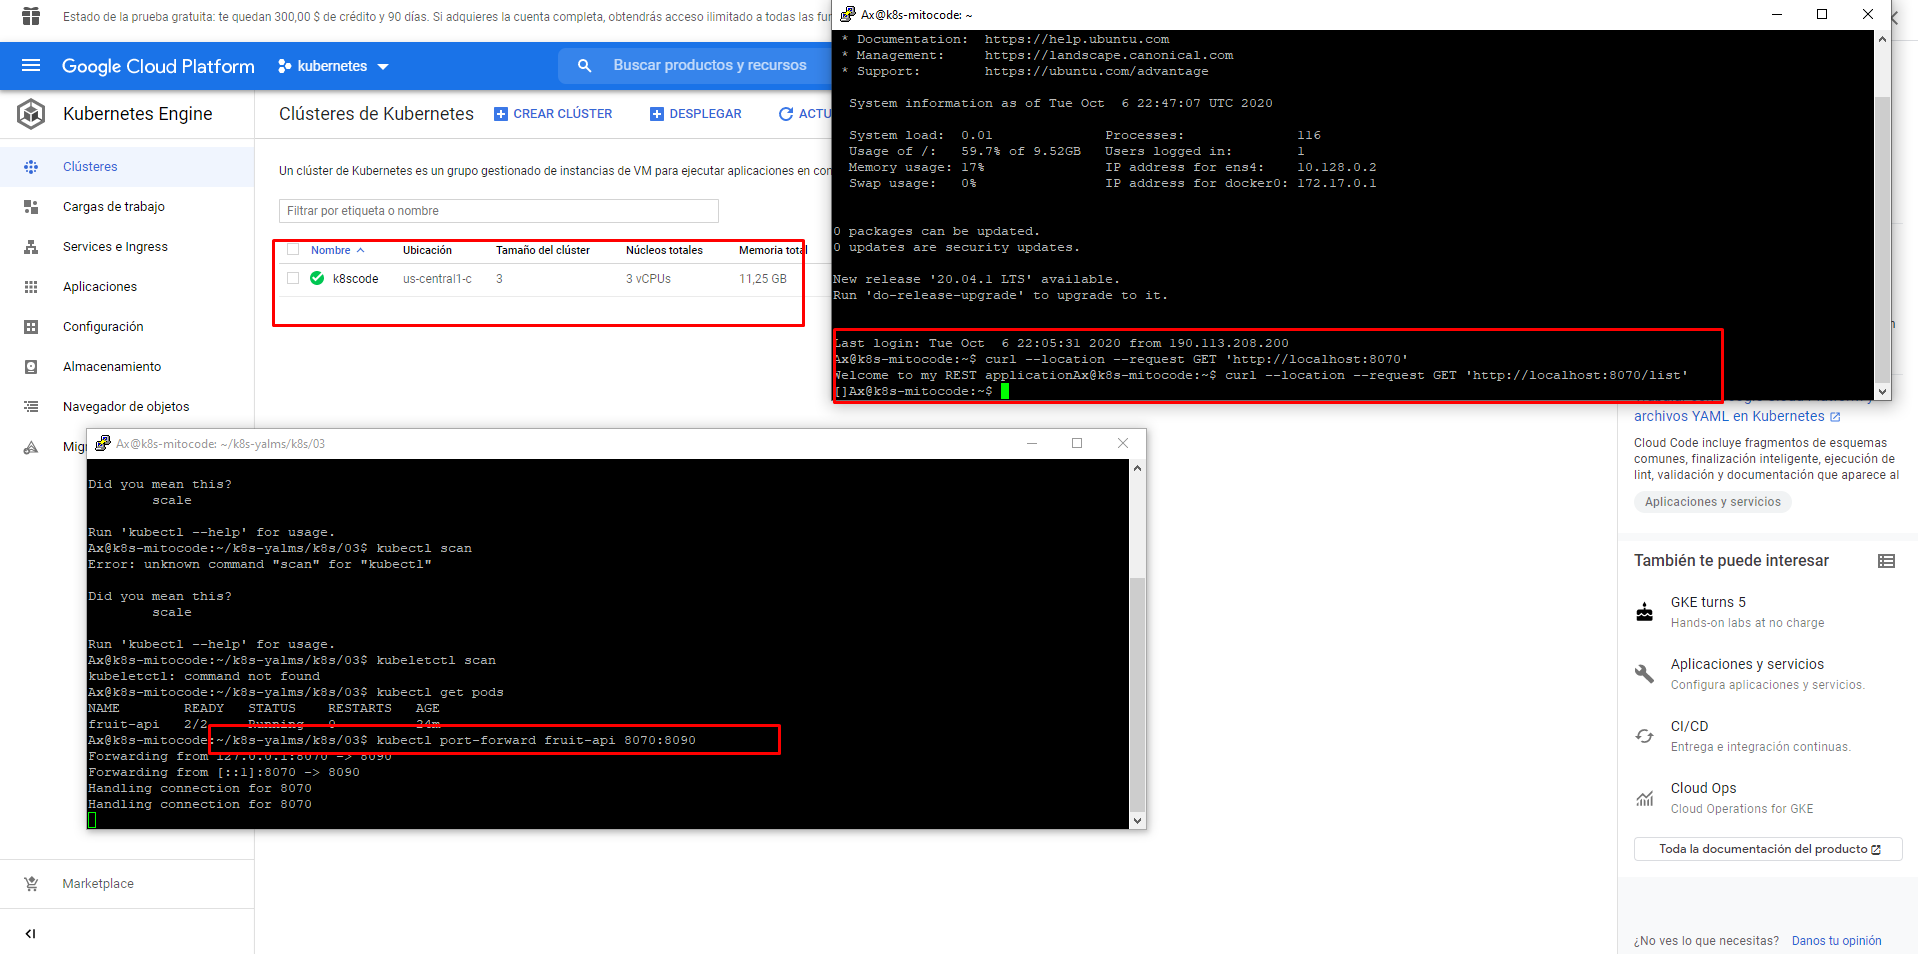 Estado de la prueba gratuita: te quedan 300,00 $ de crédito y 90 días. Si adquieres la cuenta completa, obtendrás acceso ilimitado a todas las fun
Google Cloud Platform
kubernetes
Buscar productos y recursos
Kubernetes Engine
Clústeres
Cargas de trabajo
Services e Ingress
Aplicaciones
Configuración
Almacenamiento
Navegador de objetos
Migr
Marketplace
Clústeres de Kubernetes
CREAR CLÚSTER
DESPLEGAR
ACTU
Un clúster de Kubernetes es un grupo gestionado de instancias de VM para ejecutar aplicaciones en con
Filtrar por etiqueta o nombre
Nombre Ubicación Tamaño del clúster Núcleos totales Memoria total
k8scode us-central1-c 3 3 vCPUs 11,25 GB
Ax@k8s-mitocode: ~
* Documentation: https://help.ubuntu.com
* Management: https://landscape.canonical.com
* Support: https://ubuntu.com/advantage
System information as of Tue Oct 6 22:47:07 UTC 2020
System load: 0.01 Processes: 116
Usage of /: 59.7% of 9.52GB Users logged in: 1
Memory usage: 17% IP address for ens4: 10.128.0.2
Swap usage: 0% IP address for docker0: 172.17.0.1
0 packages can be updated.
0 updates are security updates.
New release '20.04.1 LTS' available.
Run 'do-release-upgrade' to upgrade to it.
Last login: Tue Oct 6 22:05:31 2020 from 190.113.208.200
Ax@k8s-mitocode:~$ curl --location --request GET 'http://localhost:8070'
Welcome to my REST applicationAx@k8s-mitocode:~$ curl --location --request GET 'http://localhost:8070/list'
[]Ax@k8s-mitocode:~$
Ax@k8s-mitocode: ~/k8s-yalms/k8s/03
Did you mean this?
scale
Run 'kubectl --help' for usage.
Ax@k8s-mitocode:~/k8s-yalms/k8s/03$ kubectl scan
Error: unknown command "scan" for "kubectl"
Did you mean this?
scale
Run 'kubectl --help' for usage.
Ax@k8s-mitocode:~/k8s-yalms/k8s/03$ kubeletctl scan
kubeletctl: command not found
Ax@k8s-mitocode:~/k8s-yalms/k8s/03$ kubectl get pods
NAME READY STATUS RESTARTS AGE
fruit-api 2/2 Running 0 24m
Ax@k8s-mitocode:~/k8s-yalms/k8s/03$ kubectl port-forward fruit-api 8070:8090
Forwarding from 127.0.0.1:8070 -> 8090
Forwarding from [::1]:8070 -> 8090
Handling connection for 8070
Handling connection for 8070
archivos YAML en Kubernetes
Cloud Code incluye fragmentos de esquemas
comunes, finalización inteligente, ejecución de
lint, validación y documentación que aparece al
Aplicaciones y servicios
También te puede interesar
GKE turns 5
Hands-on labs at no charge
Aplicaciones y servicios
Configura aplicaciones y servicios.
CI/CD
Entrega e integración continuas.
Cloud Ops
Cloud Operations for GKE
Toda la documentación del producto
¿No ves lo que necesitas? Danos tu opinión